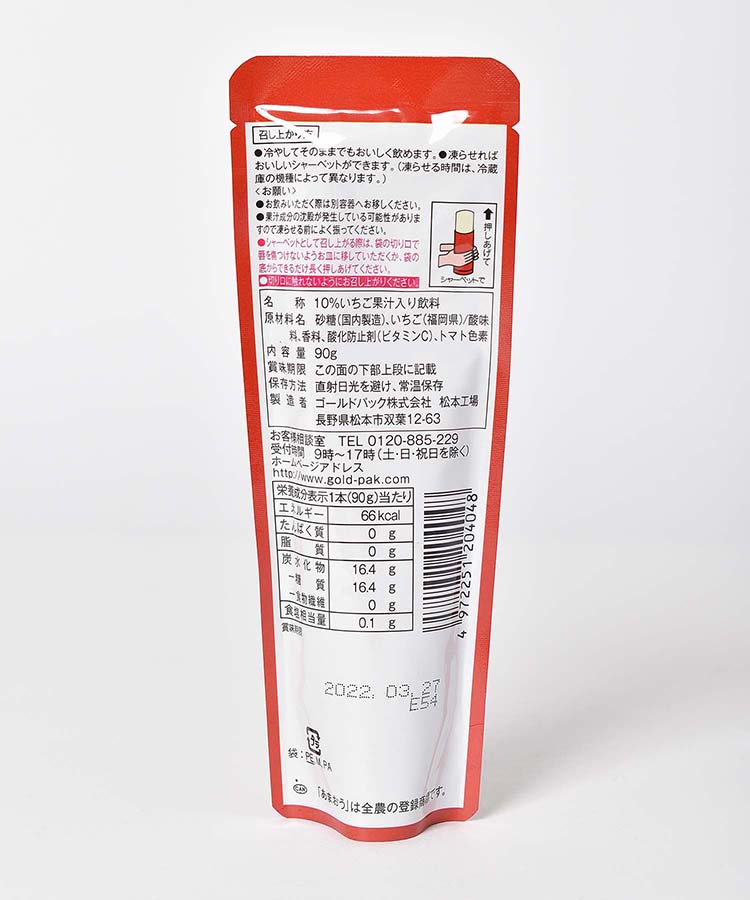 召し上がり方
●冷やしてそのままでもおいしく飲めます。●凍らせれば
おいしいシャーベットができます。(凍らせる時間は、冷蔵
庫の機種によって異なります。)
〈お願い〉
●お飲みいただく際は別容器へお移しください。
●果汁成分の沈殿が発生している可能性がありま
すので凍らせる前によく振ってください。
●シャーベットとして召し上がる際は、袋の切り口で
唇を傷つけないようお皿に移していただくか、袋の
底からできるだけ長く押しあげてください。
●切り口に触れないようにお召し上がりください。
押しあげて
シャーベットで
名称 10%いちご果汁入り飲料
原材料名 砂糖(国内製造)、いちご(福岡県)/酸味
料、香料、酸化防止剤(ビタミンC)、トマト色素
内容量 90g
賞味期限 この面の下部上段に記載
保存方法 直射日光を避け、常温保存
製造者 ゴールドパック株式会社 松本工場
長野県松本市双葉12-63
お客様相談室 TEL 0120-885-229
受付時間 9時〜17時(土・日・祝日を除く)
ホームページアドレス
http://www.gold-pak.com
栄養成分表示1本(90g)当たり
エネルギー 66kcal
たんぱく質 0 g
脂質 0 g
炭水化物 16.4 g
－糖質 16.4 g
－食物繊維 0 g
食塩相当量 0.1 g
賞味期限
4 972251 204048
2022. 03. 27
E54
プラ
袋:PE, M, PA
「あまおう」は全農の登録商標です。